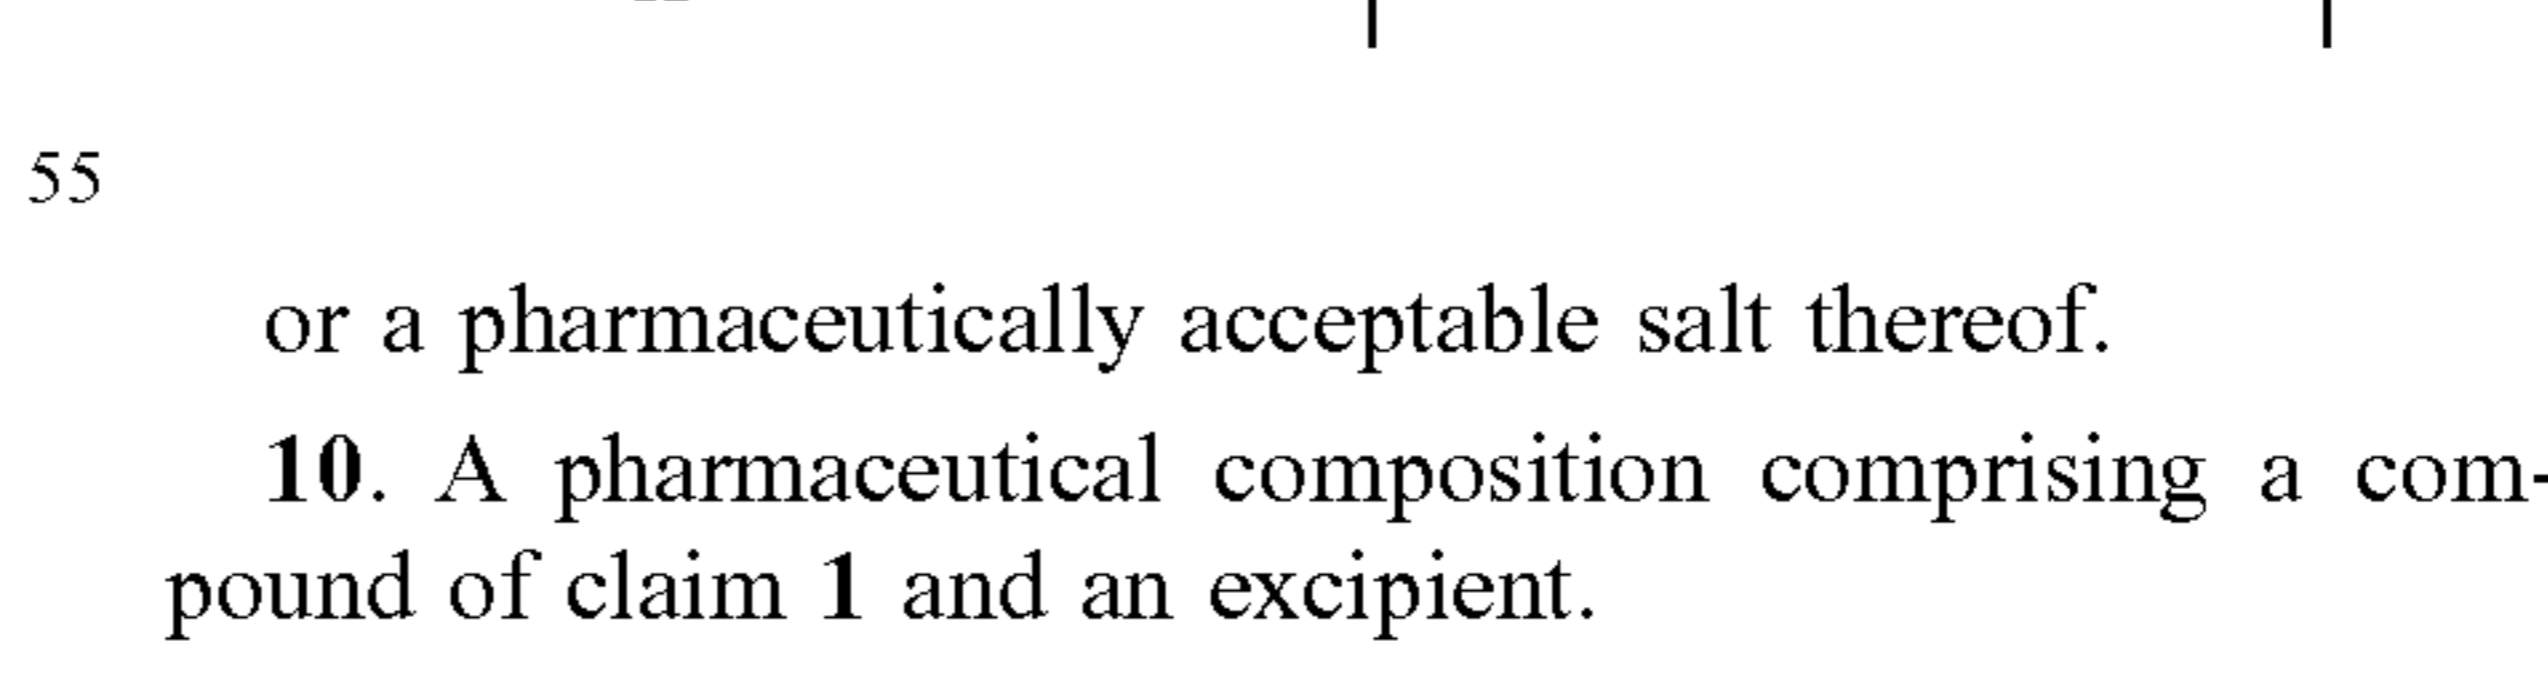 55
or a pharmaceutically acceptable salt thereof.
10. A pharmaceutical composition comprising a com-
pound of claim 1 and an excipient.